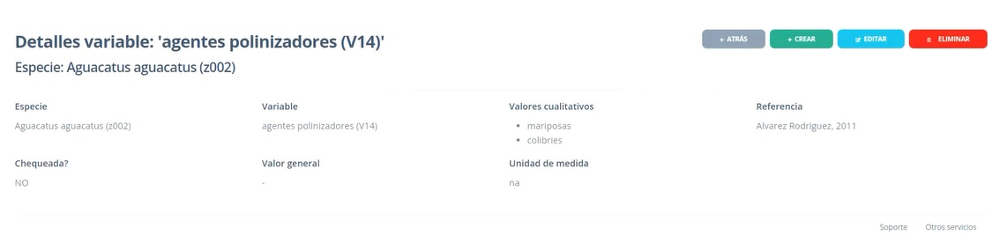 Detalles variable: 'agentes polinizadores (V14)'
ATRÁS
CREAR
EDITAR
ELIMINAR
Especie: Aguacatus aguacatus (z002)
Especie
Variable
Valores cualitativos
Referencia
Aguacatus aguacatus (z002)
agentes polinizadores (V14)
mariposas
colibries
Alvarez Rodriguez, 2011
Chequeada?
Valor general
Unidad de medida
NO
-
na
Soporte
Otros servicios